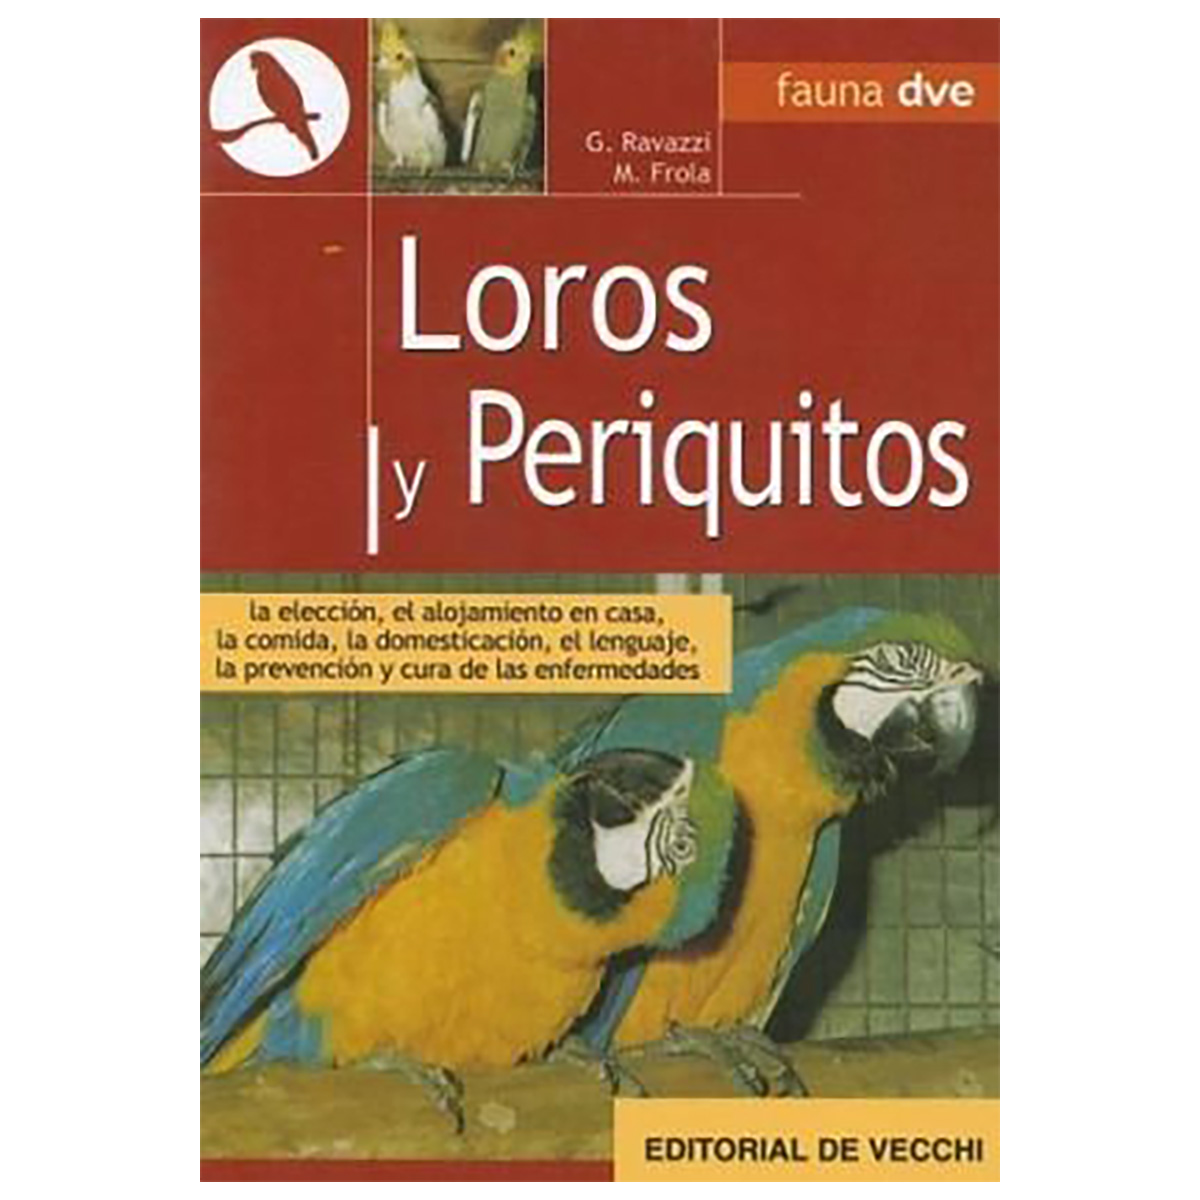 fauna dve
G. Ravazzi
M. Frola
Loros
y Periquitos
la elección, el alojamiento en casa,
la comida, la domesticación, el lenguaje,
la prevención y cura de las enfermedades
EDITORIAL DE VECCHI